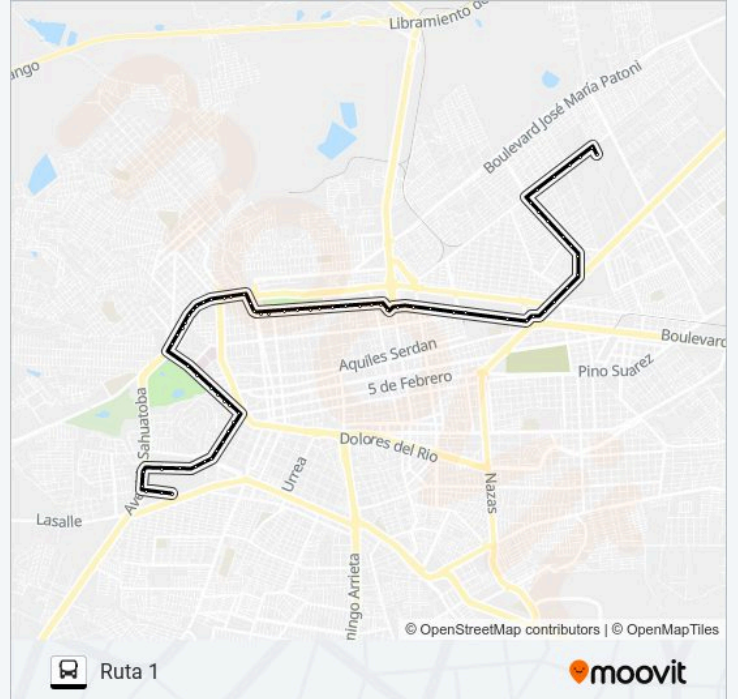 Libramiento de
ango
Boulevard José María Patoni
Aquiles Serdan
Boulevard
Pino Suarez
5 de Febrero
Sahuatoba
Dolores del Rio
Urrea
Nazas
Ave
Lasalle
ningo Arrieta
© OpenStreetMap contributors | © OpenMapTiles
Ruta 1
moovit